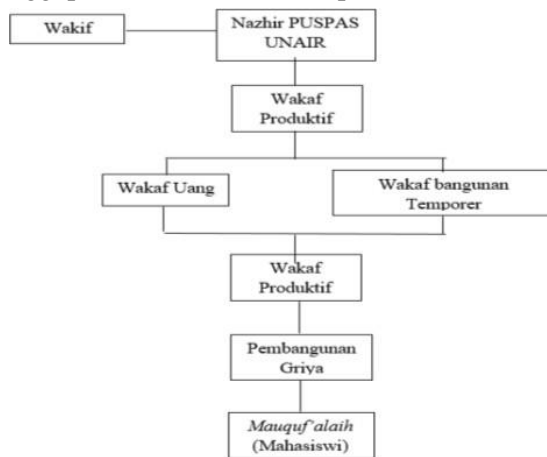 Wakif
Nazhir PUSPAS
UNAIR
Wakaf
Produktif
Wakaf Uang
Wakaf bangunan
Temporer
Wakaf
Produktif
Pembangunan
Griya
Mauquf'alaih
(Mahasiswi)